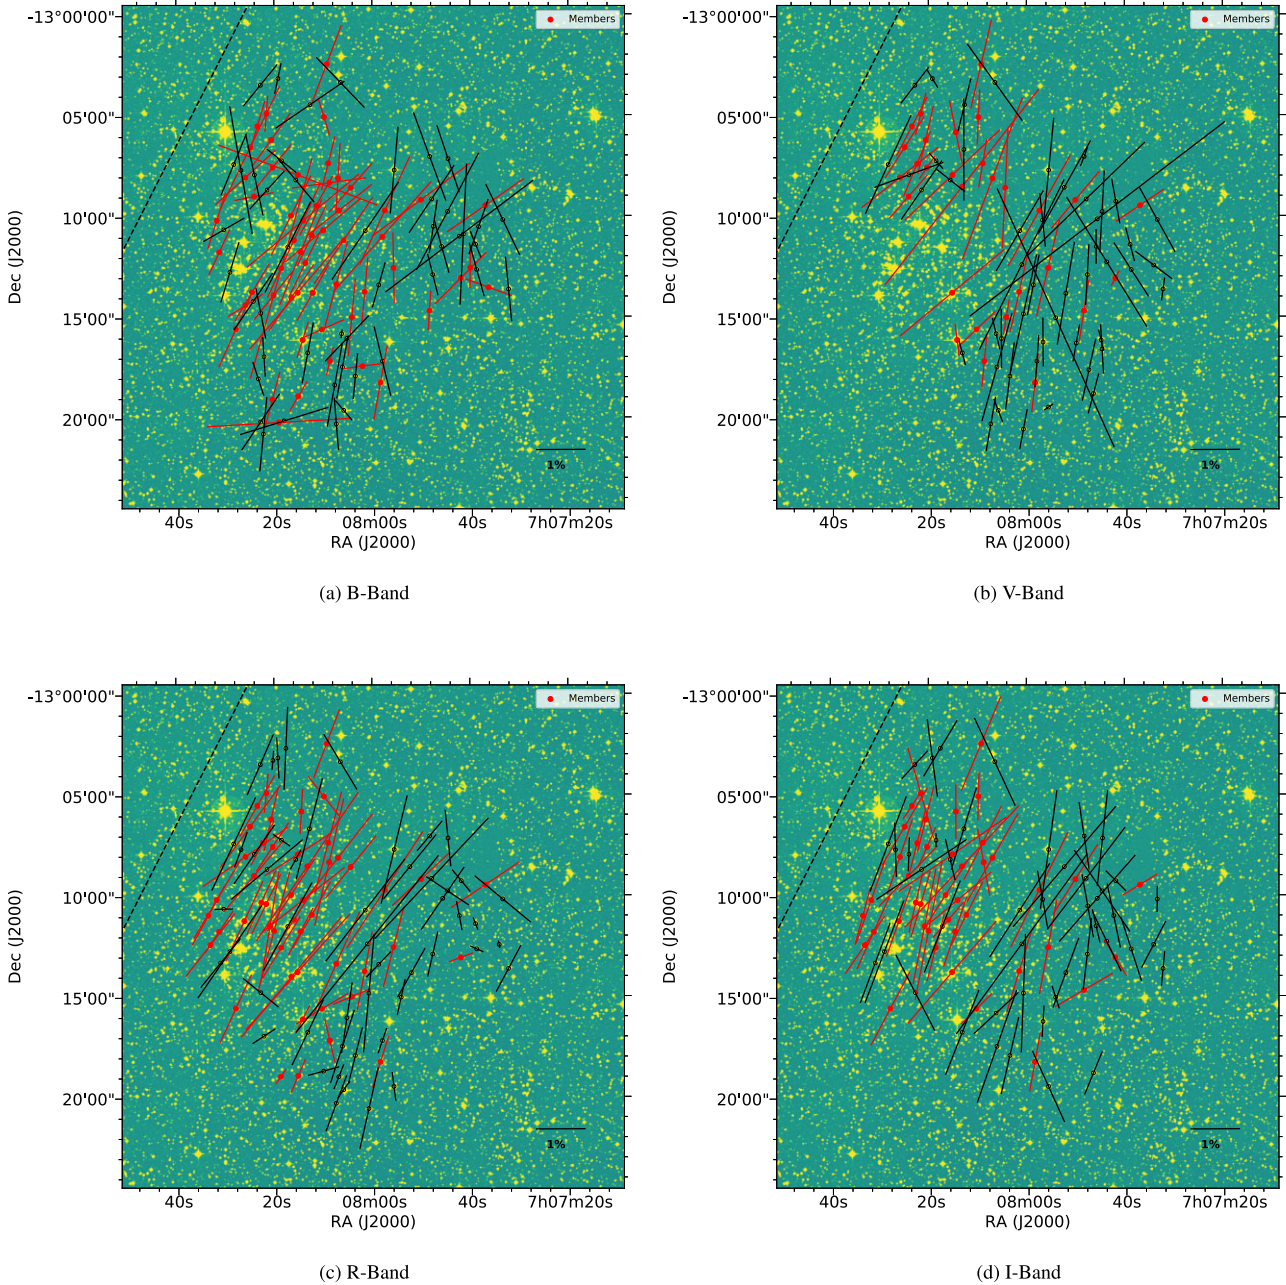 -13°00'00"
05'00"
10'00"
15'00"
20'00"
Dec (J2000)
Members
1%
40s 20s 08m00s 40s 7h07m20s
RA (J2000)
(a) B-Band
-13°00'00"
05'00"
10'00"
15'00"
20'00"
Dec (J2000)
Members
1%
40s 20s 08m00s 40s 7h07m20s
RA (J2000)
(b) V-Band
-13°00'00"
05'00"
10'00"
15'00"
20'00"
Dec (J2000)
Members
1%
40s 20s 08m00s 40s 7h07m20s
RA (J2000)
(c) R-Band
-13°00'00"
05'00"
10'00"
15'00"
20'00"
Dec (J2000)
Members
1%
40s 20s 08m00s 40s 7h07m20s
RA (J2000)
(d) I-Band